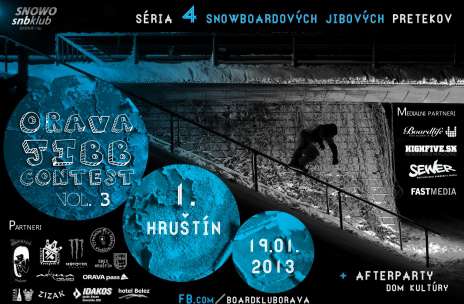 SNOWO
snbklub
SÉRIA 4 SNOWBOARDOVÝCH JIBOVÝCH PRETEKOV
ORAVA
JIBB
CONTEST
VOL. 3
1.
HRUŠTÍN
19.01.
2013
MEDIALNI PARTNERI
Boardlife
HIGHFIVE.SK
SEWER
FASTMEDIA
PARTNERI
ORAVA pass
ZIZAK
IDAKOS
hotel Belez
+ AFTERPARTY
DOM KULTÚRY
FB.COM/BOARDKLUBORAVA